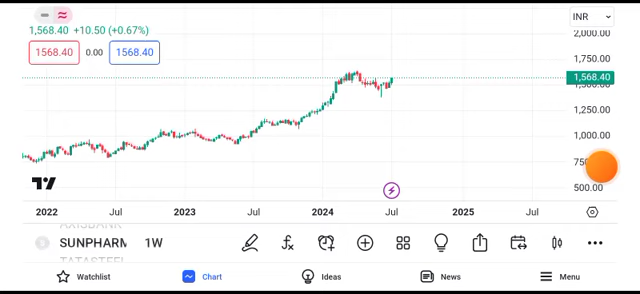 INR
1,568.40 +10.50 (+0.67%)
1568.40 0.00 1568.40
2,000.00
1,750.00
1,568.40
1,500.00
1,250.00
1,000.00
500.00
2022 Jul 2023 Jul 2024 Jul 2025 Jul
AXISBANK
SUNPHARM 1W
TATASTEEL
Watchlist Chart Ideas News Menu